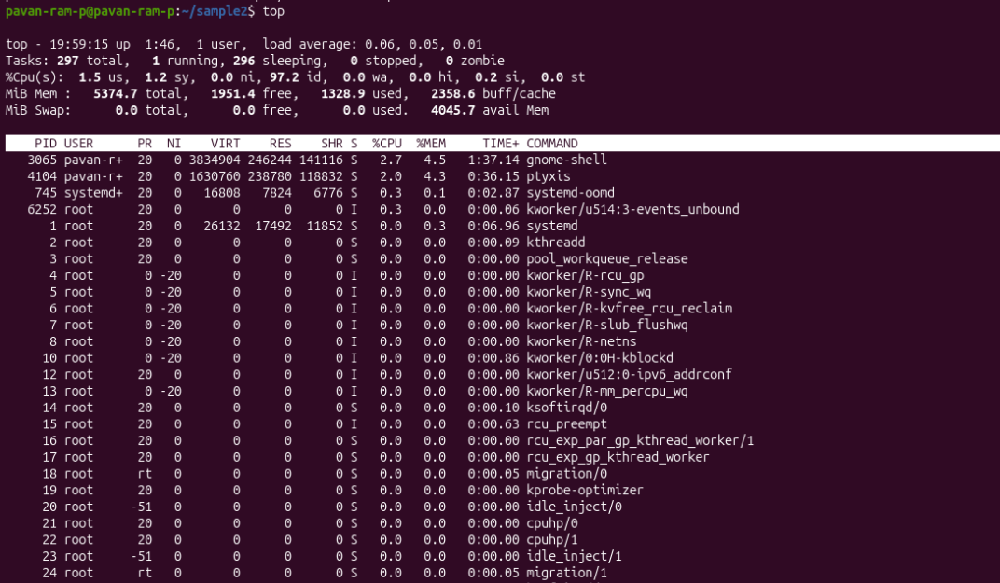 pavan-ram-p@pavan-ram-p:~/sample2$ top
top - 19:59:15 up  1:46,  1 user,  load average: 0.06, 0.05, 0.01
Tasks: 297 total,   1 running, 296 sleeping,   0 stopped,   0 zombie
%Cpu(s):  1.5 us,  1.2 sy,  0.0 ni, 97.2 id,  0.0 wa,  0.0 hi,  0.2 si,  0.0 st
MiB Mem :   5374.7 total,   1951.4 free,   1328.9 used,   2358.6 buff/cache
MiB Swap:      0.0 total,      0.0 free,      0.0 used.   4045.7 avail Mem
PID USER      PR  NI    VIRT    RES    SHR S  %CPU  %MEM     TIME+ COMMAND
3065 pavan-r+  20   0 3834904 246244 141116 S   2.7   4.5   1:37.14 gnome-shell
4104 pavan-r+  20   0 1630760 238780 118832 S   2.0   4.3   0:36.15 ptyxis
745 systemd+  20   0   16808   7824   6776 S   0.3   0.1   0:02.87 systemd-oomd
6252 root      20   0       0      0      0 I   0.3   0.0   0:00.06 kworker/u514:3-events_unbound
1 root      20   0   26132  17492  11852 S   0.0   0.3   0:06.96 systemd
2 root      20   0       0      0      0 S   0.0   0.0   0:00.09 kthreadd
3 root      20   0       0      0      0 S   0.0   0.0   0:00.00 pool_workqueue_release
4 root       0 -20       0      0      0 I   0.0   0.0   0:00.00 kworker/R-rcu_gp
5 root       0 -20       0      0      0 I   0.0   0.0   0:00.00 kworker/R-sync_wq
6 root       0 -20       0      0      0 I   0.0   0.0   0:00.00 kworker/R-kvfree_rcu_reclaim
7 root       0 -20       0      0      0 I   0.0   0.0   0:00.00 kworker/R-slub_flushwq
8 root       0 -20       0      0      0 I   0.0   0.0   0:00.00 kworker/R-netns
10 root       0 -20       0      0      0 I   0.0   0.0   0:00.86 kworker/0:0H-kblockd
12 root      20   0       0      0      0 I   0.0   0.0   0:00.00 kworker/u512:0-ipv6_addrconf
13 root       0 -20       0      0      0 I   0.0   0.0   0:00.00 kworker/R-mm_percpu_wq
14 root      20   0       0      0      0 S   0.0   0.0   0:00.10 ksoftirqd/0
15 root      20   0       0      0      0 I   0.0   0.0   0:00.63 rcu_preempt
16 root      20   0       0      0      0 S   0.0   0.0   0:00.00 rcu_exp_par_gp_kthread_worker/1
17 root      20   0       0      0      0 S   0.0   0.0   0:00.00 rcu_exp_gp_kthread_worker
18 root      rt   0       0      0      0 S   0.0   0.0   0:00.05 migration/0
19 root      20   0       0      0      0 S   0.0   0.0   0:00.00 kprobe-optimizer
20 root     -51   0       0      0      0 S   0.0   0.0   0:00.00 idle_inject/0
21 root      20   0       0      0      0 S   0.0   0.0   0:00.00 cpuhp/0
22 root      20   0       0      0      0 S   0.0   0.0   0:00.00 cpuhp/1
23 root     -51   0       0      0      0 S   0.0   0.0   0:00.00 idle_inject/1
24 root      rt   0       0      0      0 S   0.0   0.0   0:00.05 migration/1